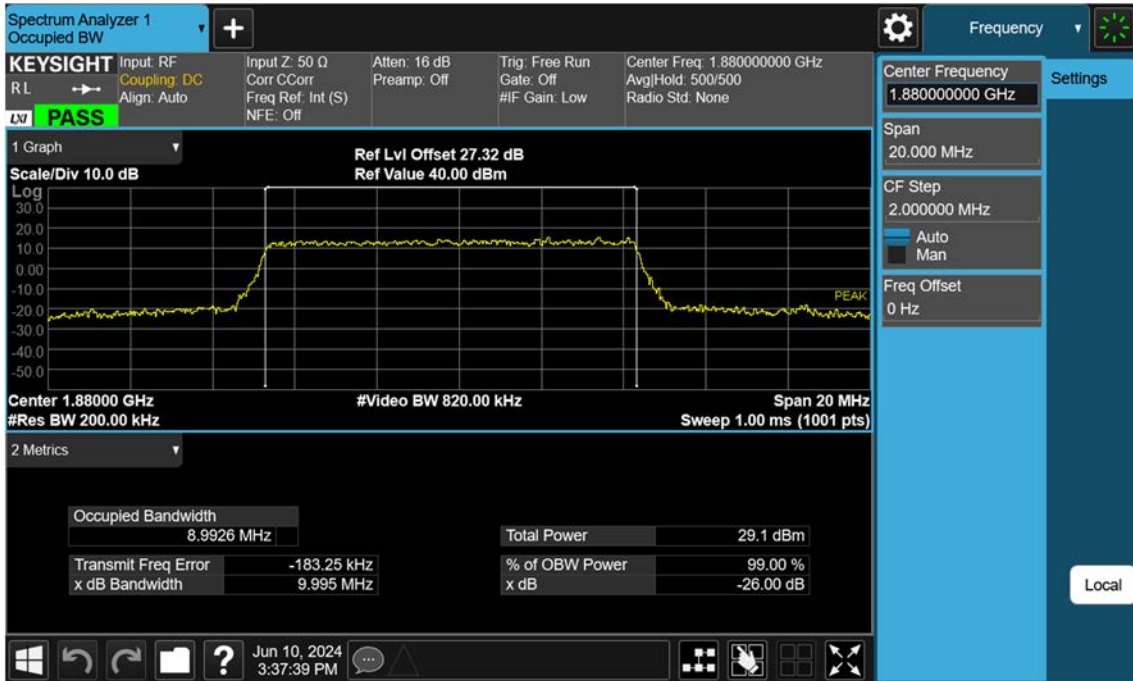 Spectrum Analyzer 1
Occupied BW
+
Frequency
KEYSIGHT
R L
LXI PASS
Input: RF
Coupling: DC
Align: Auto
Input Z: 50 Ω
Corr CCorr
Freq Ref: Int (S)
NFE: Off
Atten: 16 dB
Preamp: Off
Trig: Free Run
Gate: Off
#IF Gain: Low
Center Freq: 1.880000000 GHz
Avg|Hold: 500/500
Radio Std: None
Center Frequency
1.880000000 GHz
Settings
Span
20.000 MHz
CF Step
2.000000 MHz
Auto
Man
Freq Offset
0 Hz
Local
1 Graph
Scale/Div 10.0 dB
Ref Lvl Offset 27.32 dB
Ref Value 40.00 dBm
Log
30.0
20.0
10.0
0.00
-10.0
-20.0
-30.0
-40.0
-50.0
PEAK
Center 1.88000 GHz
#Video BW 820.00 kHz
Span 20 MHz
#Res BW 200.00 kHz
Sweep 1.00 ms (1001 pts)
2 Metrics
Occupied Bandwidth
8.9926 MHz
Total Power 29.1 dBm
Transmit Freq Error -183.25 kHz
% of OBW Power 99.00 %
x dB Bandwidth 9.995 MHz
x dB -26.00 dB
?
Jun 10, 2024
3:37:39 PM